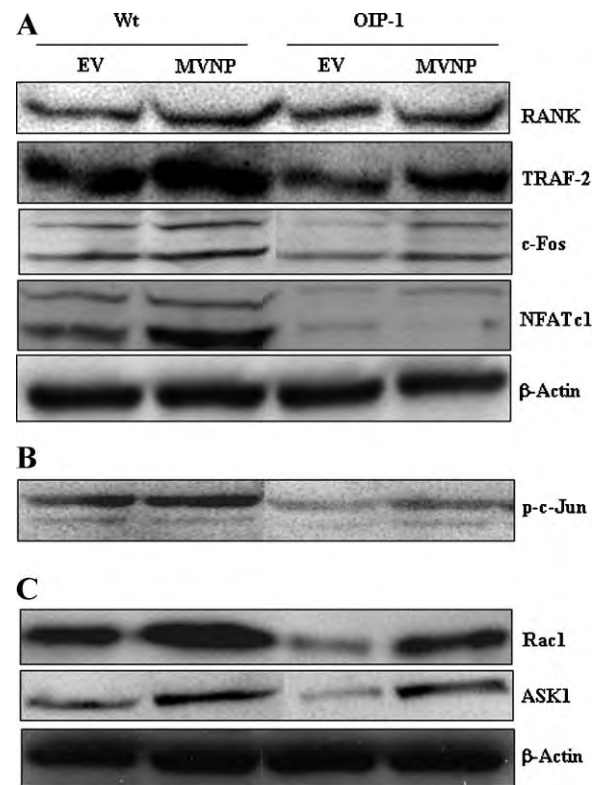 A
Wt OIP-1
EV MVNP EV MVNP
RANK
TRAF-2
c-Fos
NFATc1
β-Actin
B
p-c-Jun
C
Rac1
ASK1
β-Actin